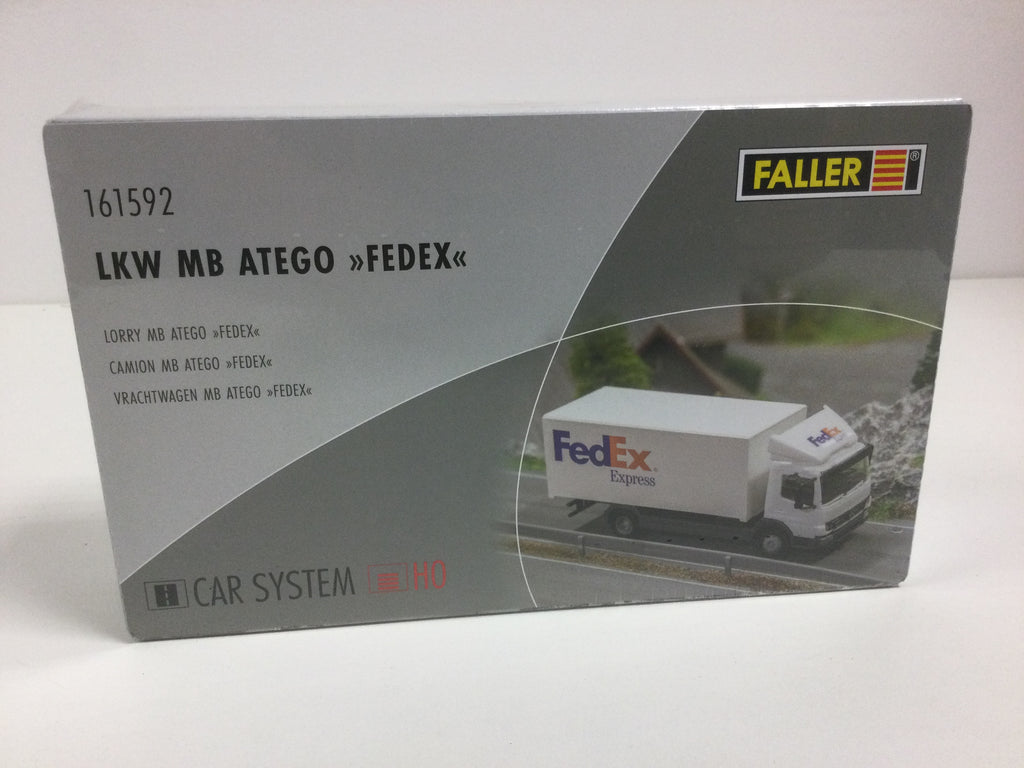 161592
FALLER®
LKW MB ATEGO »FEDEX«
LORRY MB ATEGO »FEDEX«
CAMION MB ATEGO »FEDEX«
VRACHTWAGEN MB ATEGO »FEDEX«
FedEx
FedEx®
Express
CAR SYSTEM H0